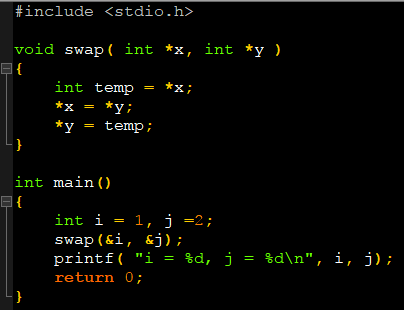 #include <stdio.h>
void swap( int *x, int *y )
{
    int temp = *x;
    *x = *y;
    *y = temp;
}
int main()
{
    int i = 1, j =2;
    swap(&i, &j);
    printf( "i = %d, j = %d\n", i, j);
    return 0;
}